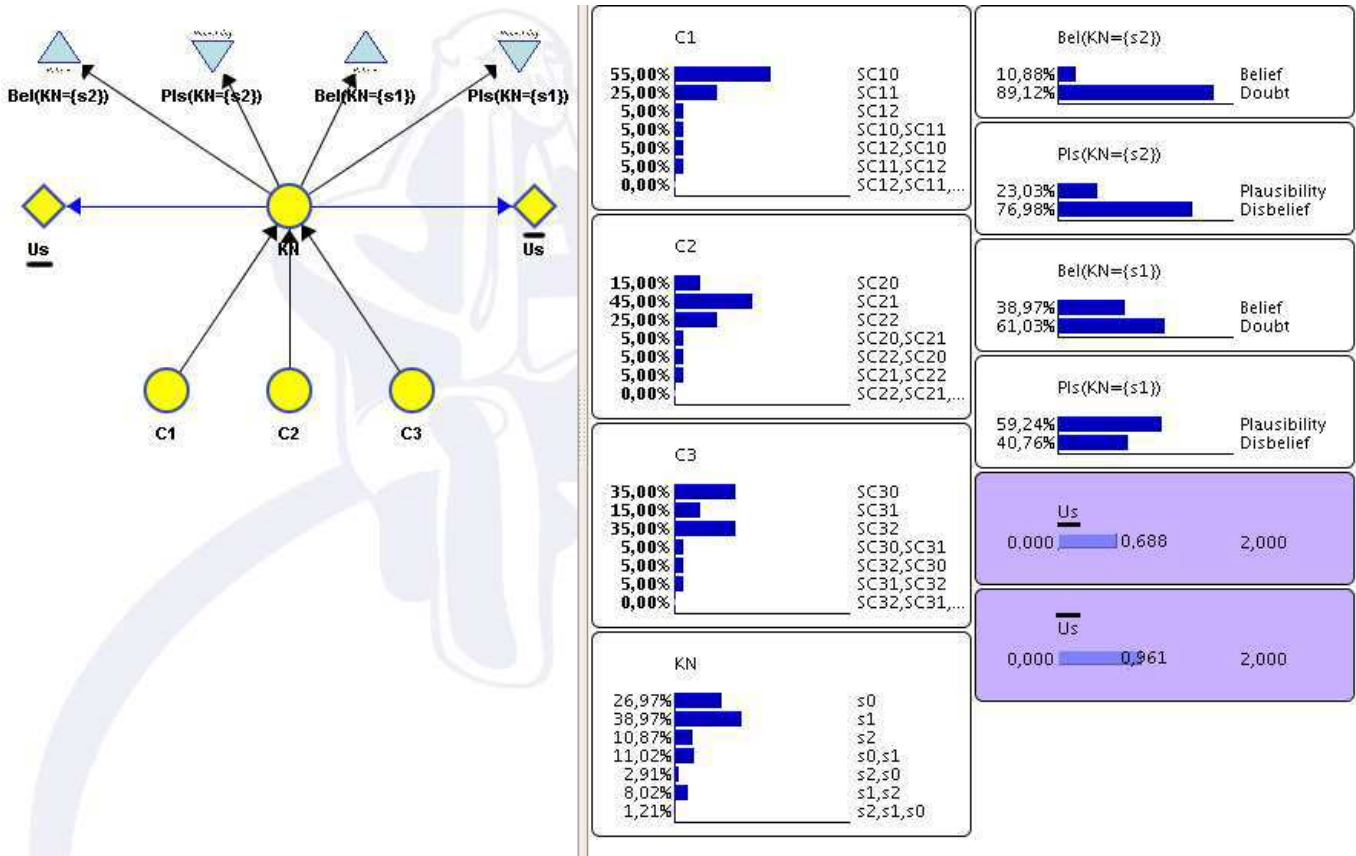 Bel(KN={s2})
Pls(KN={s2})
Bel(KN={s1})
Pls(KN={s1})
Us
KN
Us
C1
C2
C3
C1
55,00% SC10
25,00% SC11
5,00% SC12
5,00% SC10,SC11
5,00% SC12,SC10
5,00% SC11,SC12
0,00% SC12,SC11,...
C2
15,00% SC20
45,00% SC21
25,00% SC22
5,00% SC20,SC21
5,00% SC22,SC20
5,00% SC21,SC22
0,00% SC22,SC21,...
C3
35,00% SC30
15,00% SC31
35,00% SC32
5,00% SC30,SC31
5,00% SC32,SC30
5,00% SC31,SC32
0,00% SC32,SC31,...
KN
26,97% s0
38,97% s1
10,87% s2
11,02% s0,s1
2,91% s2,s0
8,02% s1,s2
1,21% s2,s1,s0
Bel(KN={s2})
10,88% Belief
89,12% Doubt
Pls(KN={s2})
23,03% Plausibility
76,98% Disbelief
Bel(KN={s1})
38,97% Belief
61,03% Doubt
Pls(KN={s1})
59,24% Plausibility
40,76% Disbelief
Us
0.000 0,688 2,000
Us
0,000 0,961 2,000